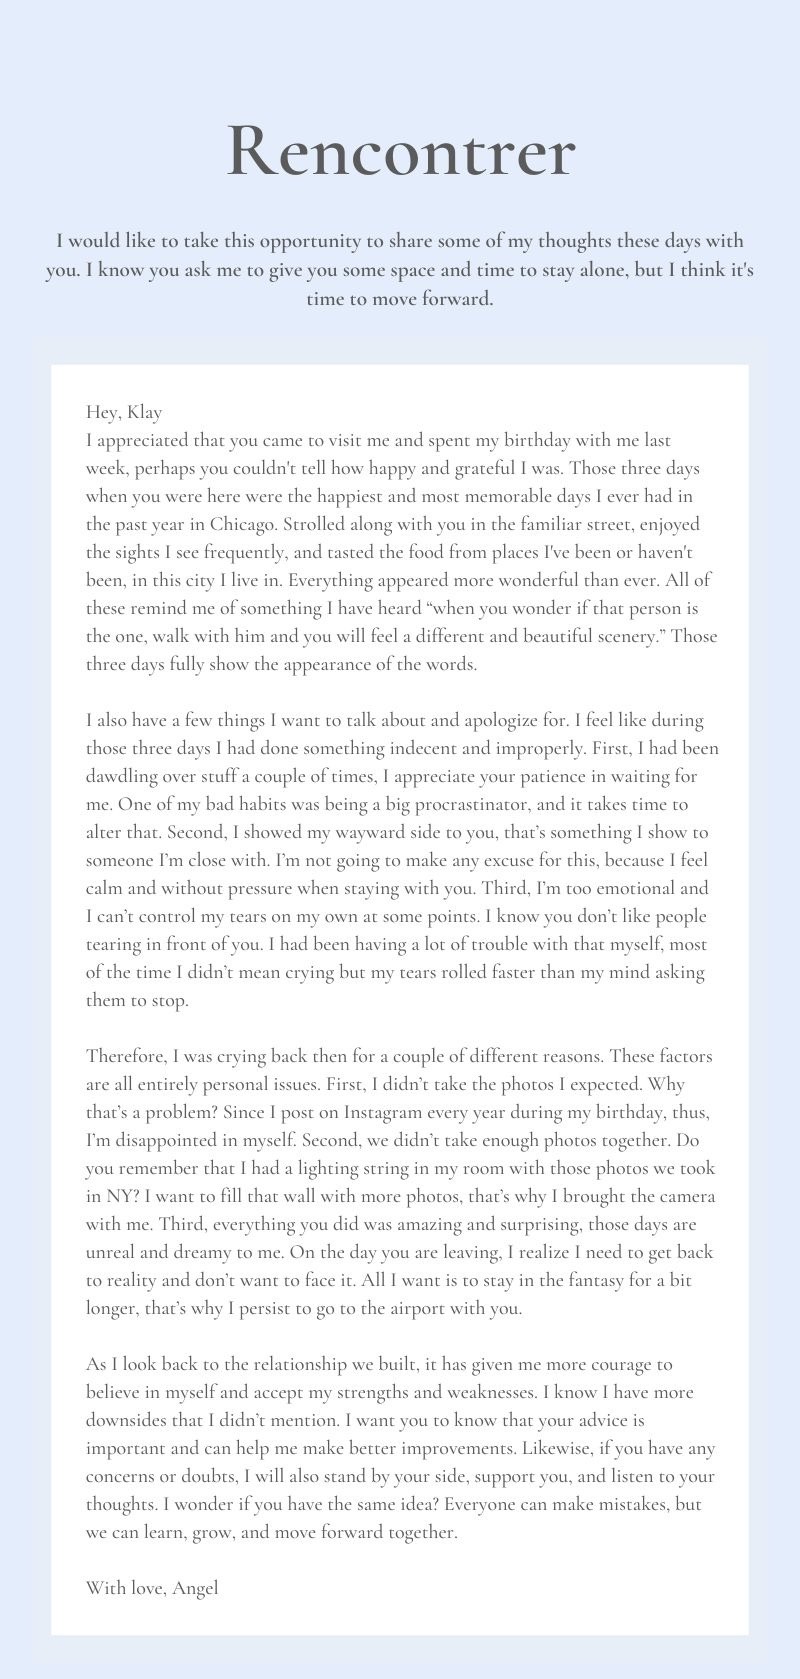 Rencontrer
I would like to take this opportunity to share some of my thoughts these days with
you. I know you ask me to give you some space and time to stay alone, but I think it's
time to move forward.
Hey, Klay
I appreciated that you came to visit me and spent my birthday with me last
week, perhaps you couldn't tell how happy and grateful I was. Those three days
when you were here were the happiest and most memorable days I ever had in
the past year in Chicago. Strolled along with you in the familiar street, enjoyed
the sights I see frequently, and tasted the food from places I've been or haven't
been, in this city I live in. Everything appeared more wonderful than ever. All of
these remind me of something I have heard “when you wonder if that person is
the one, walk with him and you will feel a different and beautiful scenery.” Those
three days fully show the appearance of the words.
I also have a few things I want to talk about and apologize for. I feel like during
those three days I had done something indecent and improperly. First, I had been
dawdling over stuff a couple of times, I appreciate your patience in waiting for
me. One of my bad habits was being a big procrastinator, and it takes time to
alter that. Second, I showed my wayward side to you, that’s something I show to
someone I’m close with. I’m not going to make any excuse for this, because I feel
calm and without pressure when staying with you. Third, I’m too emotional and
I can’t control my tears on my own at some points. I know you don’t like people
tearing in front of you. I had been having a lot of trouble with that myself, most
of the time I didn’t mean crying but my tears rolled faster than my mind asking
them to stop.
Therefore, I was crying back then for a couple of different reasons. These factors
are all entirely personal issues. First, I didn’t take the photos I expected. Why
that’s a problem? Since I post on Instagram every year during my birthday, thus,
I’m disappointed in myself. Second, we didn’t take enough photos together. Do
you remember that I had a lighting string in my room with those photos we took
in NY? I want to fill that wall with more photos, that’s why I brought the camera
with me. Third, everything you did was amazing and surprising, those days are
unreal and dreamy to me. On the day you are leaving, I realize I need to get back
to reality and don’t want to face it. All I want is to stay in the fantasy for a bit
longer, that’s why I persist to go to the airport with you.
As I look back to the relationship we built, it has given me more courage to
believe in myself and accept my strengths and weaknesses. I know I have more
downsides that I didn’t mention. I want you to know that your advice is
important and can help me make better improvements. Likewise, if you have any
concerns or doubts, I will also stand by your side, support you, and listen to your
thoughts. I wonder if you have the same idea? Everyone can make mistakes, but
we can learn, grow, and move forward together.
With love, Angel